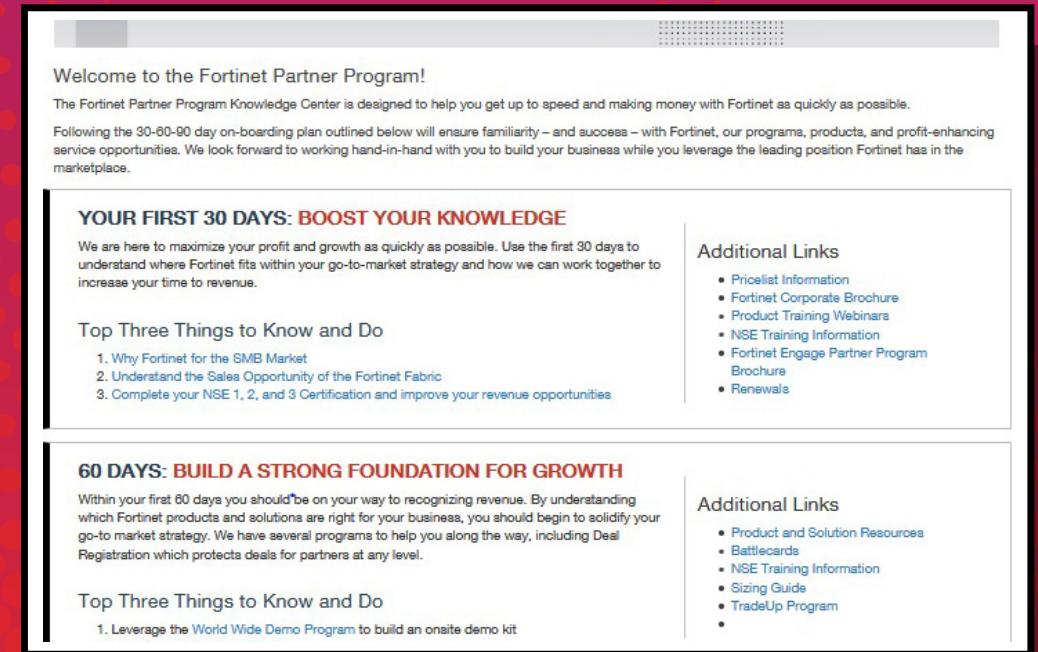 Welcome to the Fortinet Partner Program!
The Fortinet Partner Program Knowledge Center is designed to help you get up to speed and making money with Fortinet as quickly as possible.
Following the 30-60-90 day on-boarding plan outlined below will ensure familiarity – and success – with Fortinet, our programs, products, and profit-enhancing
service opportunities. We look forward to working hand-in-hand with you to build your business while you leverage the leading position Fortinet has in the
marketplace.
YOUR FIRST 30 DAYS: BOOST YOUR KNOWLEDGE
We are here to maximize your profit and growth as quickly as possible. Use the first 30 days to
understand where Fortinet fits within your go-to-market strategy and how we can work together to
increase your time to revenue.
Top Three Things to Know and Do
1. Why Fortinet for the SMB Market
2. Understand the Sales Opportunity of the Fortinet Fabric
3. Complete your NSE 1, 2, and 3 Certification and improve your revenue opportunities
Additional Links
• Pricelist Information
• Fortinet Corporate Brochure
• Product Training Webinars
• NSE Training Information
• Fortinet Engage Partner Program
Brochure
• Renewals
60 DAYS: BUILD A STRONG FOUNDATION FOR GROWTH
Within your first 60 days you should be on your way to recognizing revenue. By understanding
which Fortinet products and solutions are right for your business, you should begin to solidify your
go-to market strategy. We have several programs to help you along the way, including Deal
Registration which protects deals for partners at any level.
Top Three Things to Know and Do
1. Leverage the World Wide Demo Program to build an onsite demo kit
Additional Links
• Product and Solution Resources
• Battlecards
• NSE Training Information
• Sizing Guide
• TradeUp Program
•